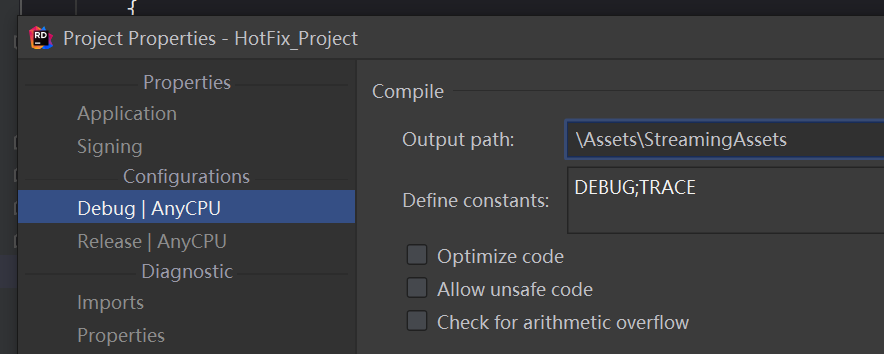 {
RD
Project Properties - HotFix_Project
Properties
Application
Signing
Configurations
Debug | AnyCPU
Release | AnyCPU
Diagnostic
Imports
Properties
Compile
Output path: \Assets\StreamingAssets
Define constants: DEBUG;TRACE
Optimize code
Allow unsafe code
Check for arithmetic overflow